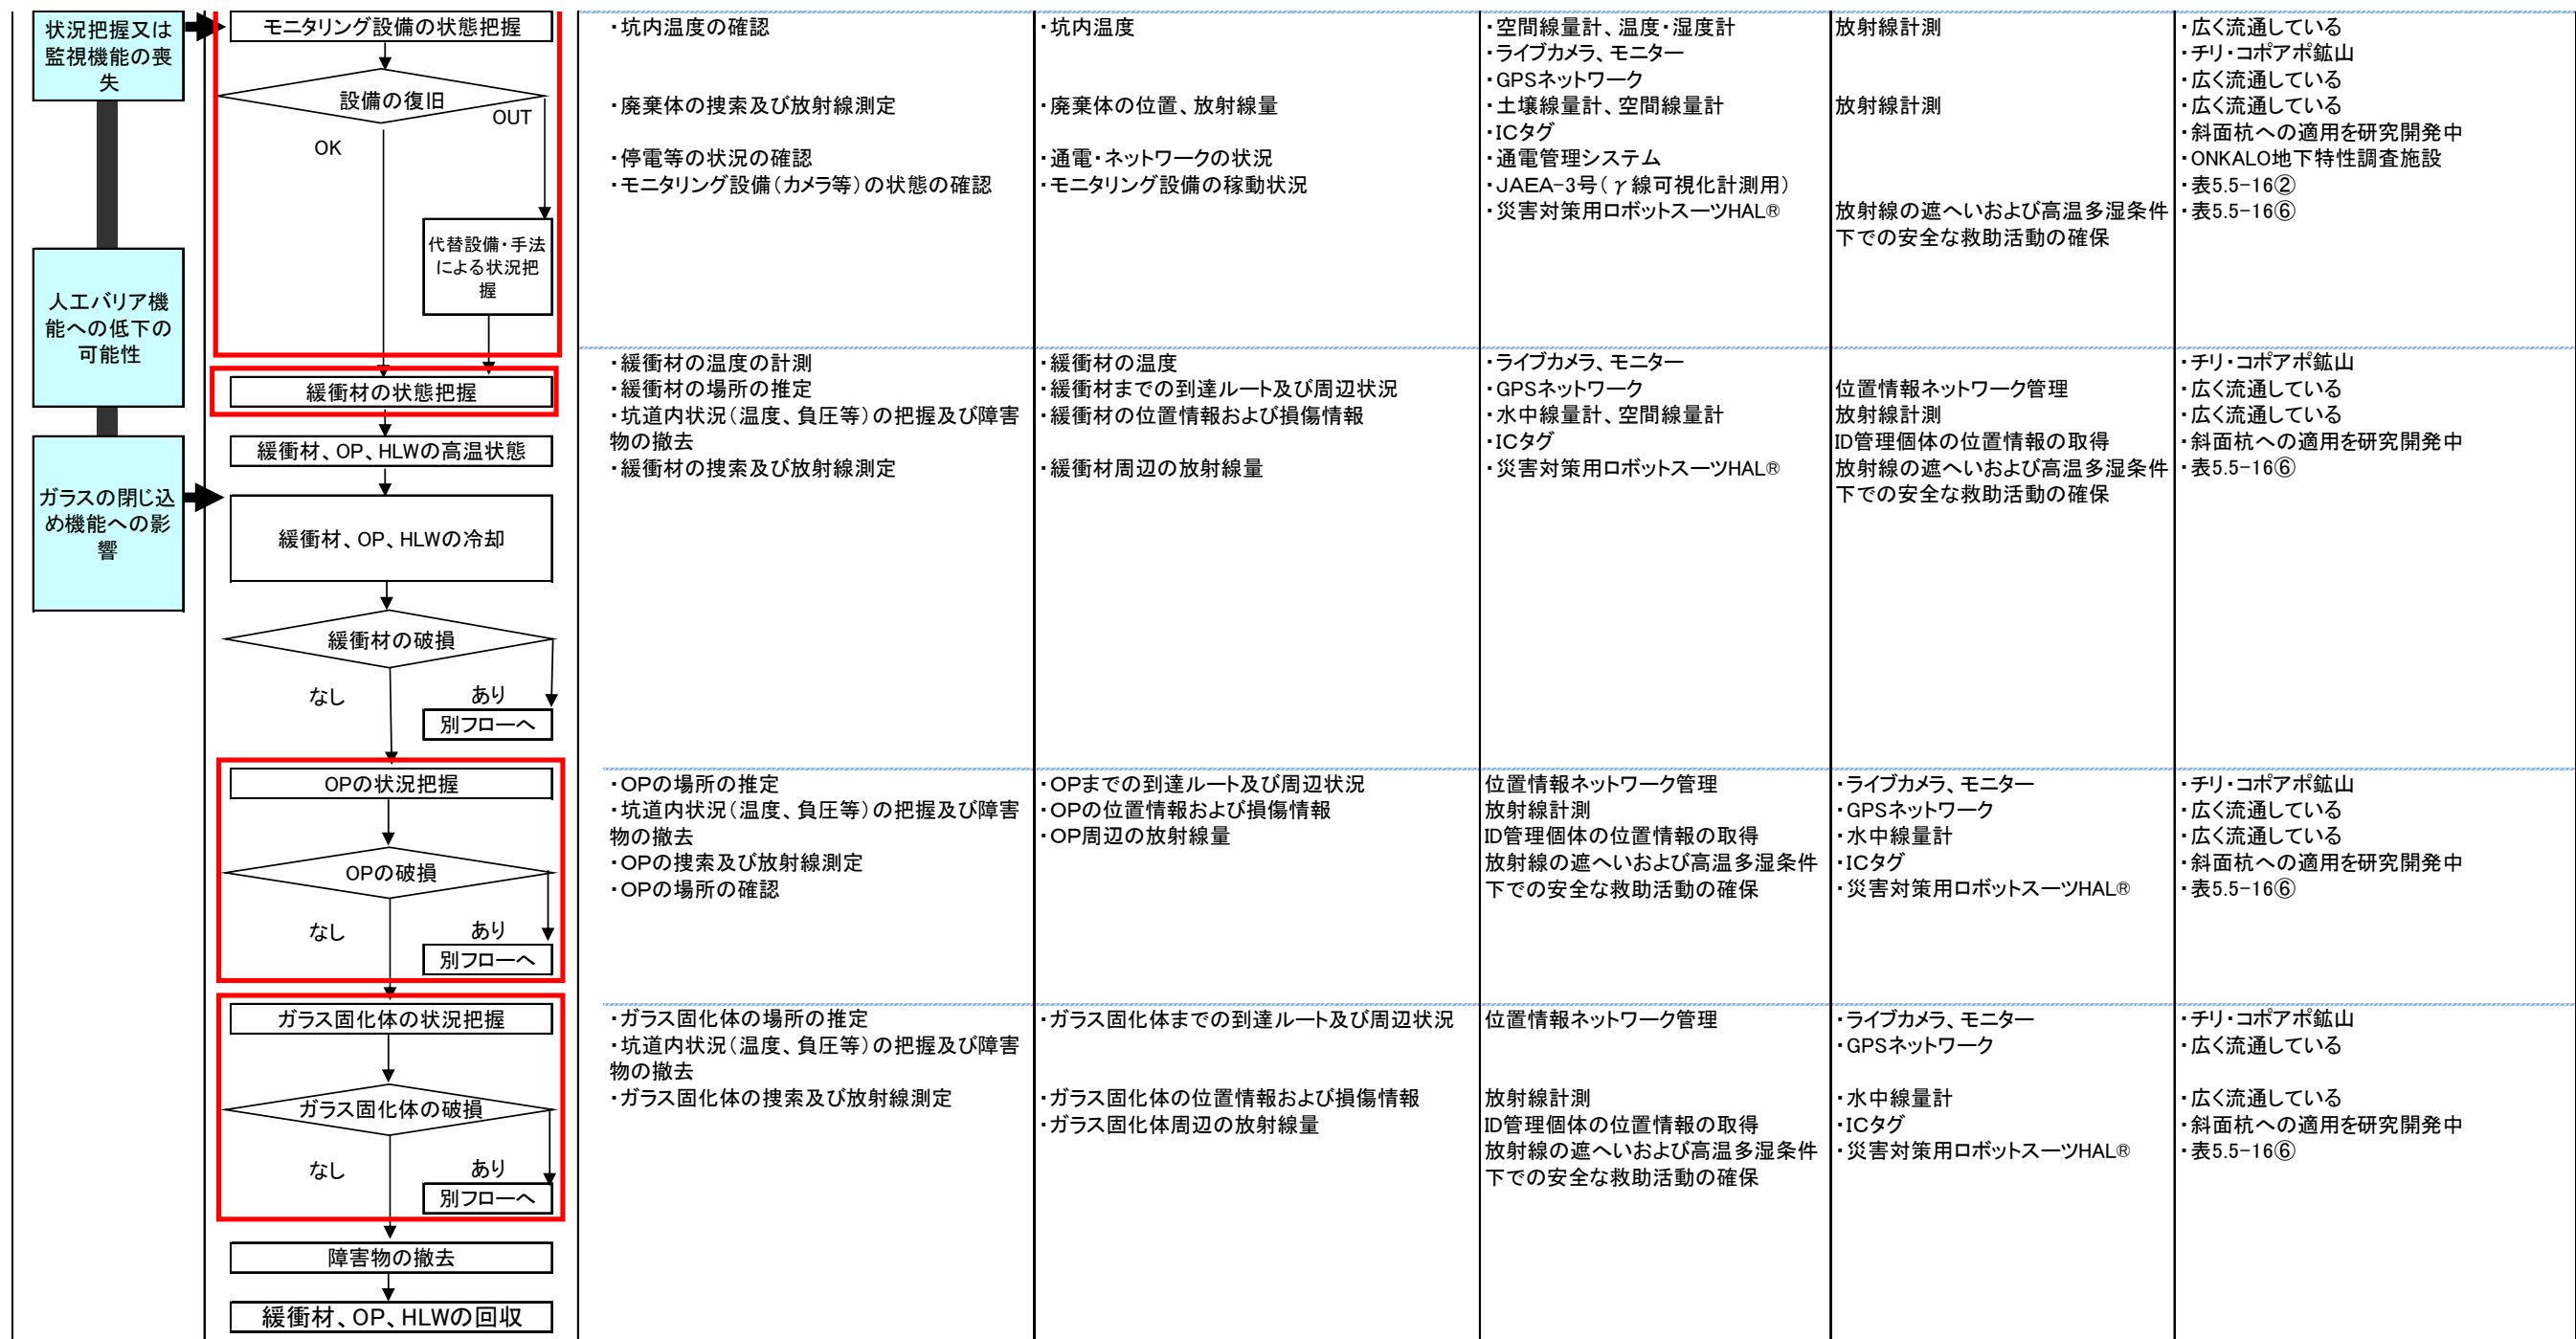 状況把握又は
監視機能の喪
失
人工バリア機
能への低下の
可能性
ガラスの閉じ込
め機能への影
響
モニタリング設備の状態把握
設備の復旧
OUT
OK
代替設備・手法
による状況把
握
緩衝材の状態把握
緩衝材、OP、HLWの高温状態
緩衝材、OP、HLWの冷却
緩衝材の破損
なし
あり
別フローへ
OPの状況把握
OPの破損
なし
あり
別フローへ
ガラス固化体の状況把握
ガラス固化体の破損
なし
あり
別フローへ
障害物の撤去
緩衝材、OP、HLWの回収
・坑内温度の確認
・廃棄体の捜索及び放射線測定
・停電等の状況の確認
・モニタリング設備（カメラ等）の状態の確認
・坑内温度
・廃棄体の位置、放射線量
・通電・ネットワークの状況
・モニタリング設備の稼動状況
・空間線量計、温度・湿度計
・ライブカメラ、モニター
・GPSネットワーク
・土壌線量計、空間線量計
・ICタグ
・通電管理システム
・JAEA-3号（γ線可視化計測用）
・災害対策用ロボットスーツHAL®
放射線計測
放射線計測
放射線の遮へいおよび高温多湿条件
下での安全な救助活動の確保
・広く流通している
・チリ・コポアポ鉱山
・広く流通している
・広く流通している
・斜面杭への適用を研究開発中
・ONKALO地下特性調査施設
・表5.5-16②
・表5.5-16⑥
・緩衝材の温度の計測
・緩衝材の場所の推定
・坑道内状況（温度、負圧等）の把握及び障害
物の撤去
・緩衝材の捜索及び放射線測定
・緩衝材の温度
・緩衝材までの到達ルート及び周辺状況
・緩衝材の位置情報および損傷情報
・緩衝材周辺の放射線量
・ライブカメラ、モニター
・GPSネットワーク
・水中線量計、空間線量計
・ICタグ
・災害対策用ロボットスーツHAL®
位置情報ネットワーク管理
放射線計測
ID管理個体の位置情報の取得
放射線の遮へいおよび高温多湿条件
下での安全な救助活動の確保
・チリ・コポアポ鉱山
・広く流通している
・広く流通している
・斜面杭への適用を研究開発中
・表5.5-16⑥
・OPの場所の推定
・坑道内状況（温度、負圧等）の把握及び障害
物の撤去
・OPの捜索及び放射線測定
・OPの場所の確認
・OPまでの到達ルート及び周辺状況
・OPの位置情報および損傷情報
・OP周辺の放射線量
位置情報ネットワーク管理
放射線計測
ID管理個体の位置情報の取得
放射線の遮へいおよび高温多湿条件
下での安全な救助活動の確保
・ライブカメラ、モニター
・GPSネットワーク
・水中線量計
・ICタグ
・災害対策用ロボットスーツHAL®
・チリ・コポアポ鉱山
・広く流通している
・広く流通している
・斜面杭への適用を研究開発中
・表5.5-16⑥
・ガラス固化体の場所の推定
・坑道内状況（温度、負圧等）の把握及び障害
物の撤去
・ガラス固化体の捜索及び放射線測定
・ガラス固化体までの到達ルート及び周辺状況
・ガラス固化体の位置情報および損傷情報
・ガラス固化体周辺の放射線量
位置情報ネットワーク管理
放射線計測
ID管理個体の位置情報の取得
放射線の遮へいおよび高温多湿条件
下での安全な救助活動の確保
・ライブカメラ、モニター
・GPSネットワーク
・水中線量計
・ICタグ
・災害対策用ロボットスーツHAL®
・チリ・コポアポ鉱山
・広く流通している
・広く流通している
・斜面杭への適用を研究開発中
・表5.5-16⑥